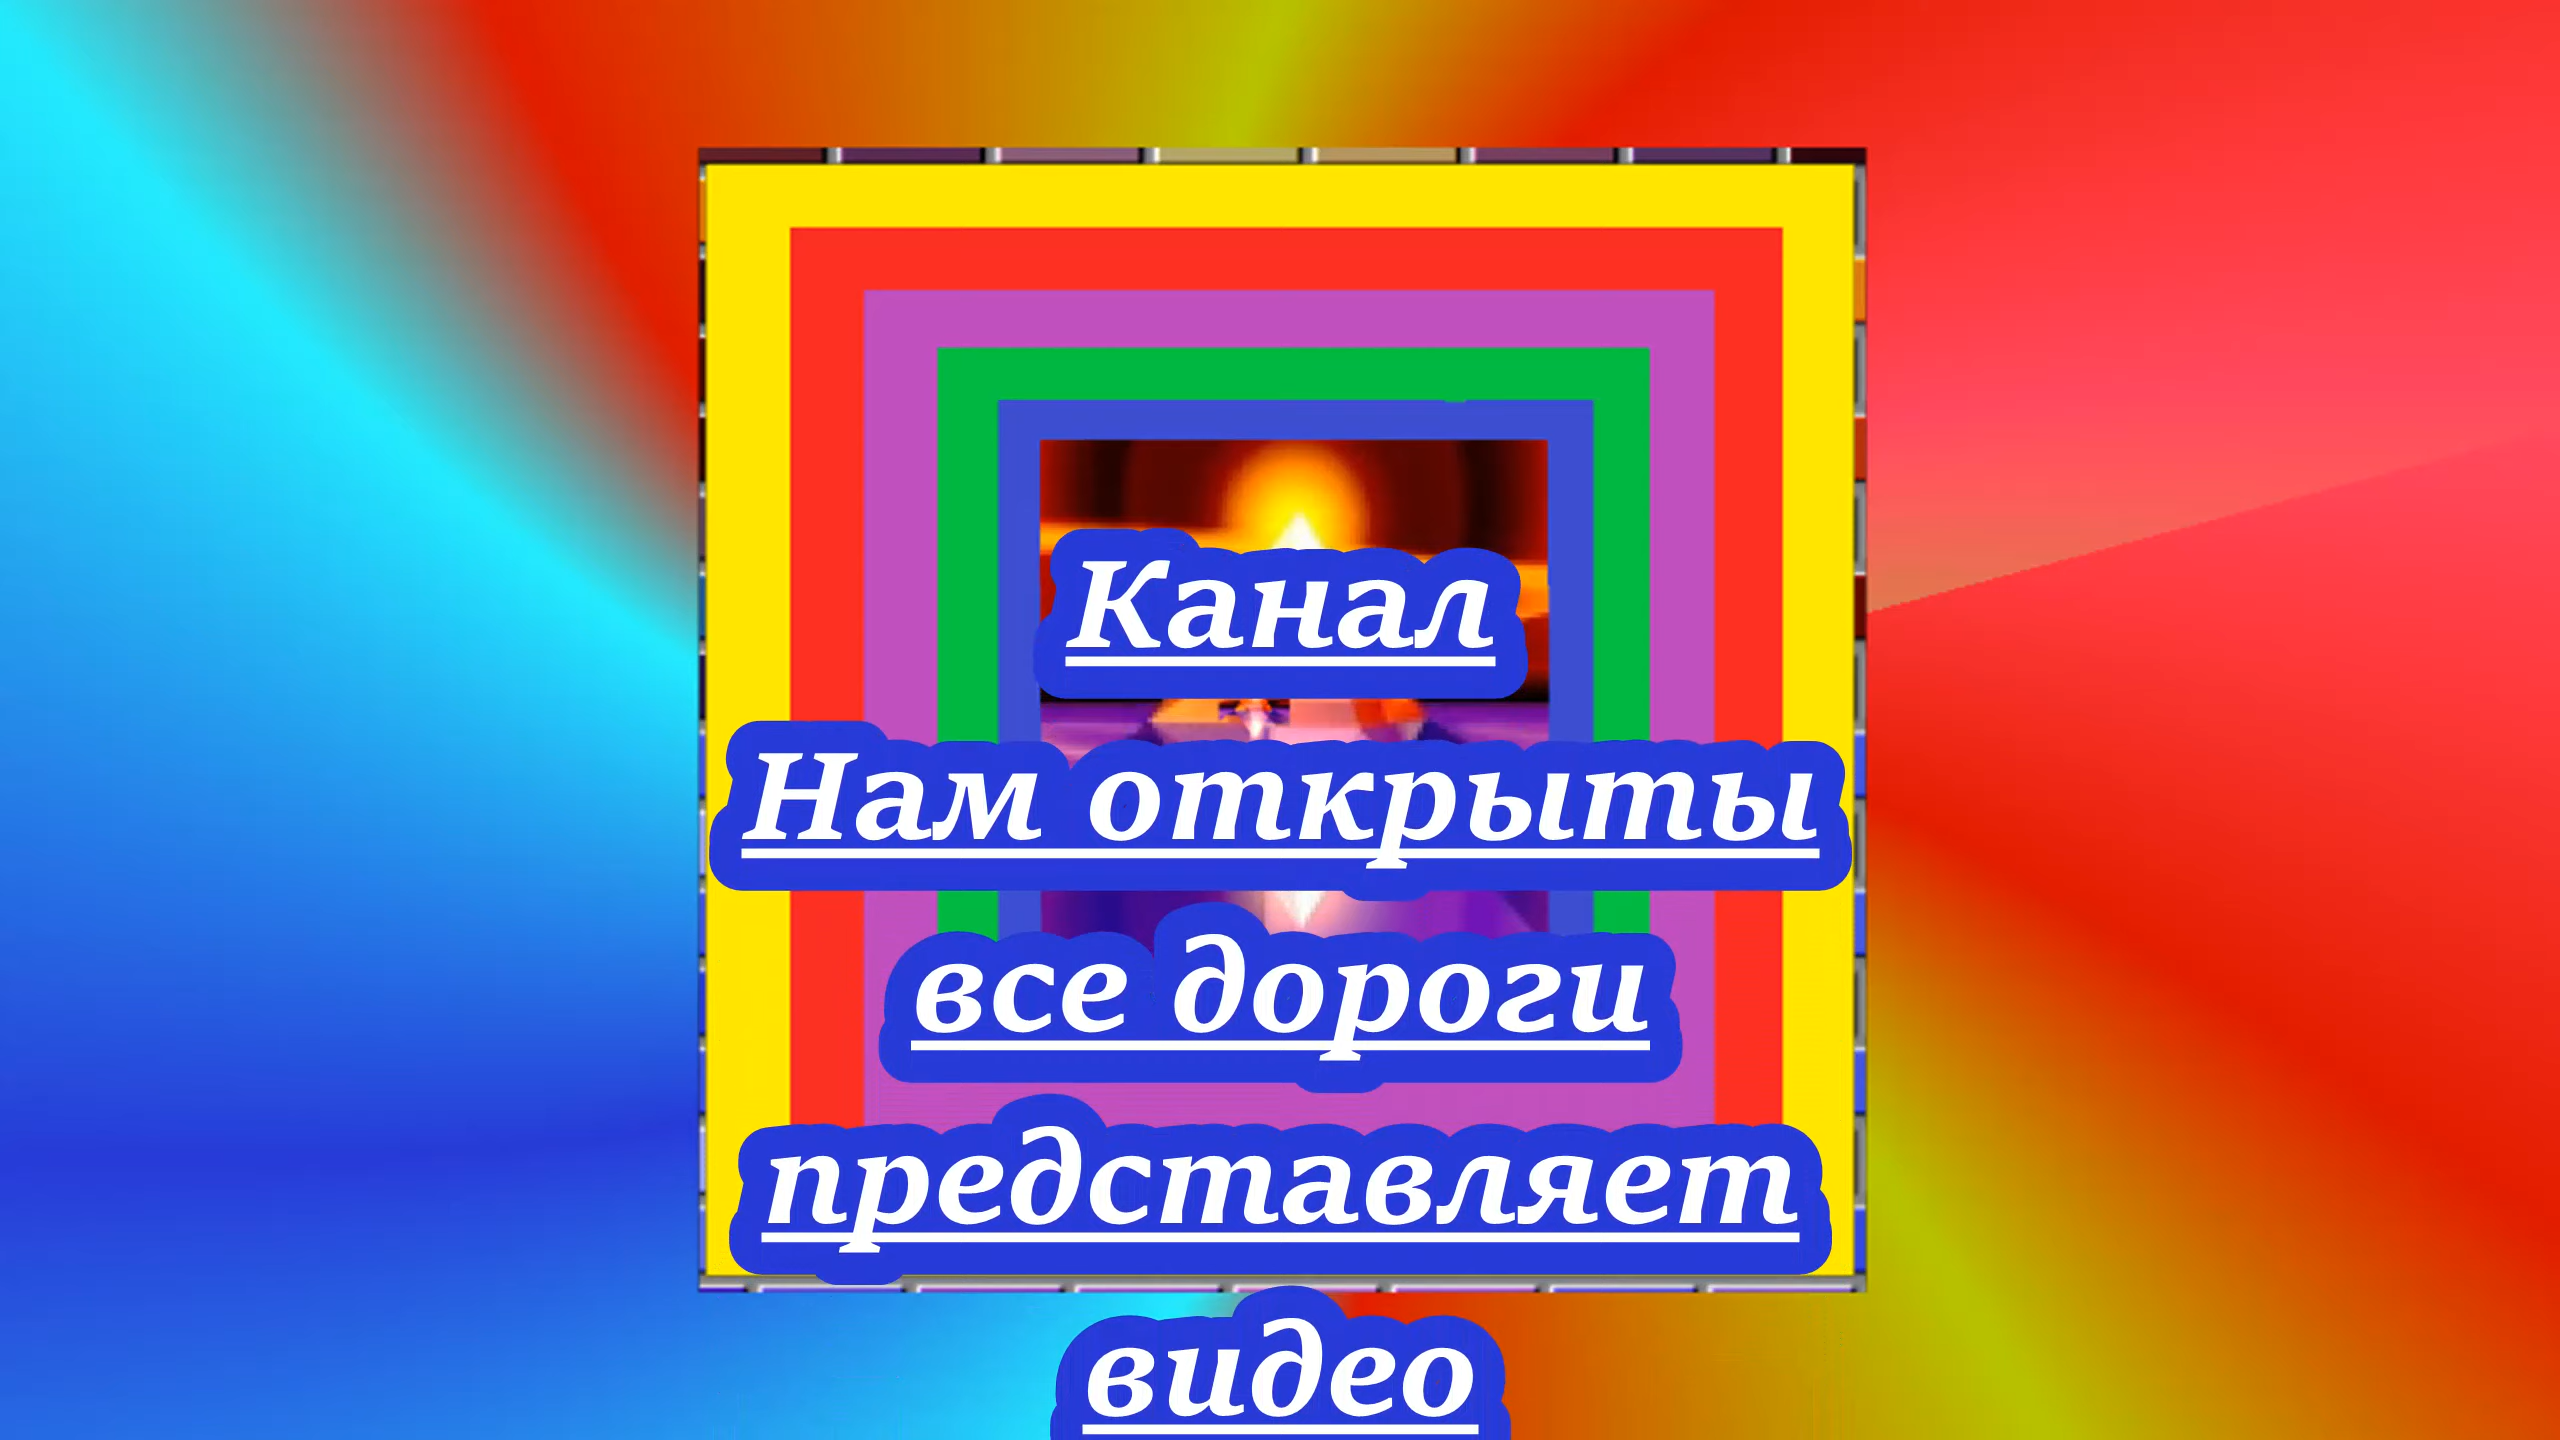 Канал
Нам открыты
все дороги
представляет
видео